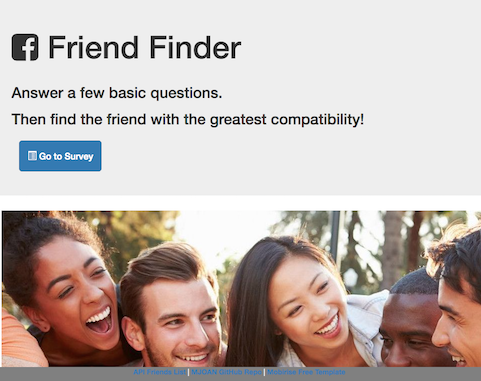 Friend Finder
Answer a few basic questions.
Then find the friend with the greatest compatibility!
Go to Survey
API Friends List | MJGAN GitHub Repo | Mobirise Free Template